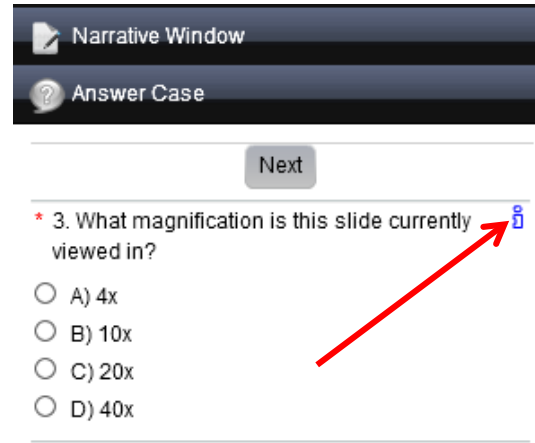 Narrative Window
Answer Case
Next
* 3. What magnification is this slide currently
viewed in?
A) 4x
B) 10x
C) 20x
D) 40x